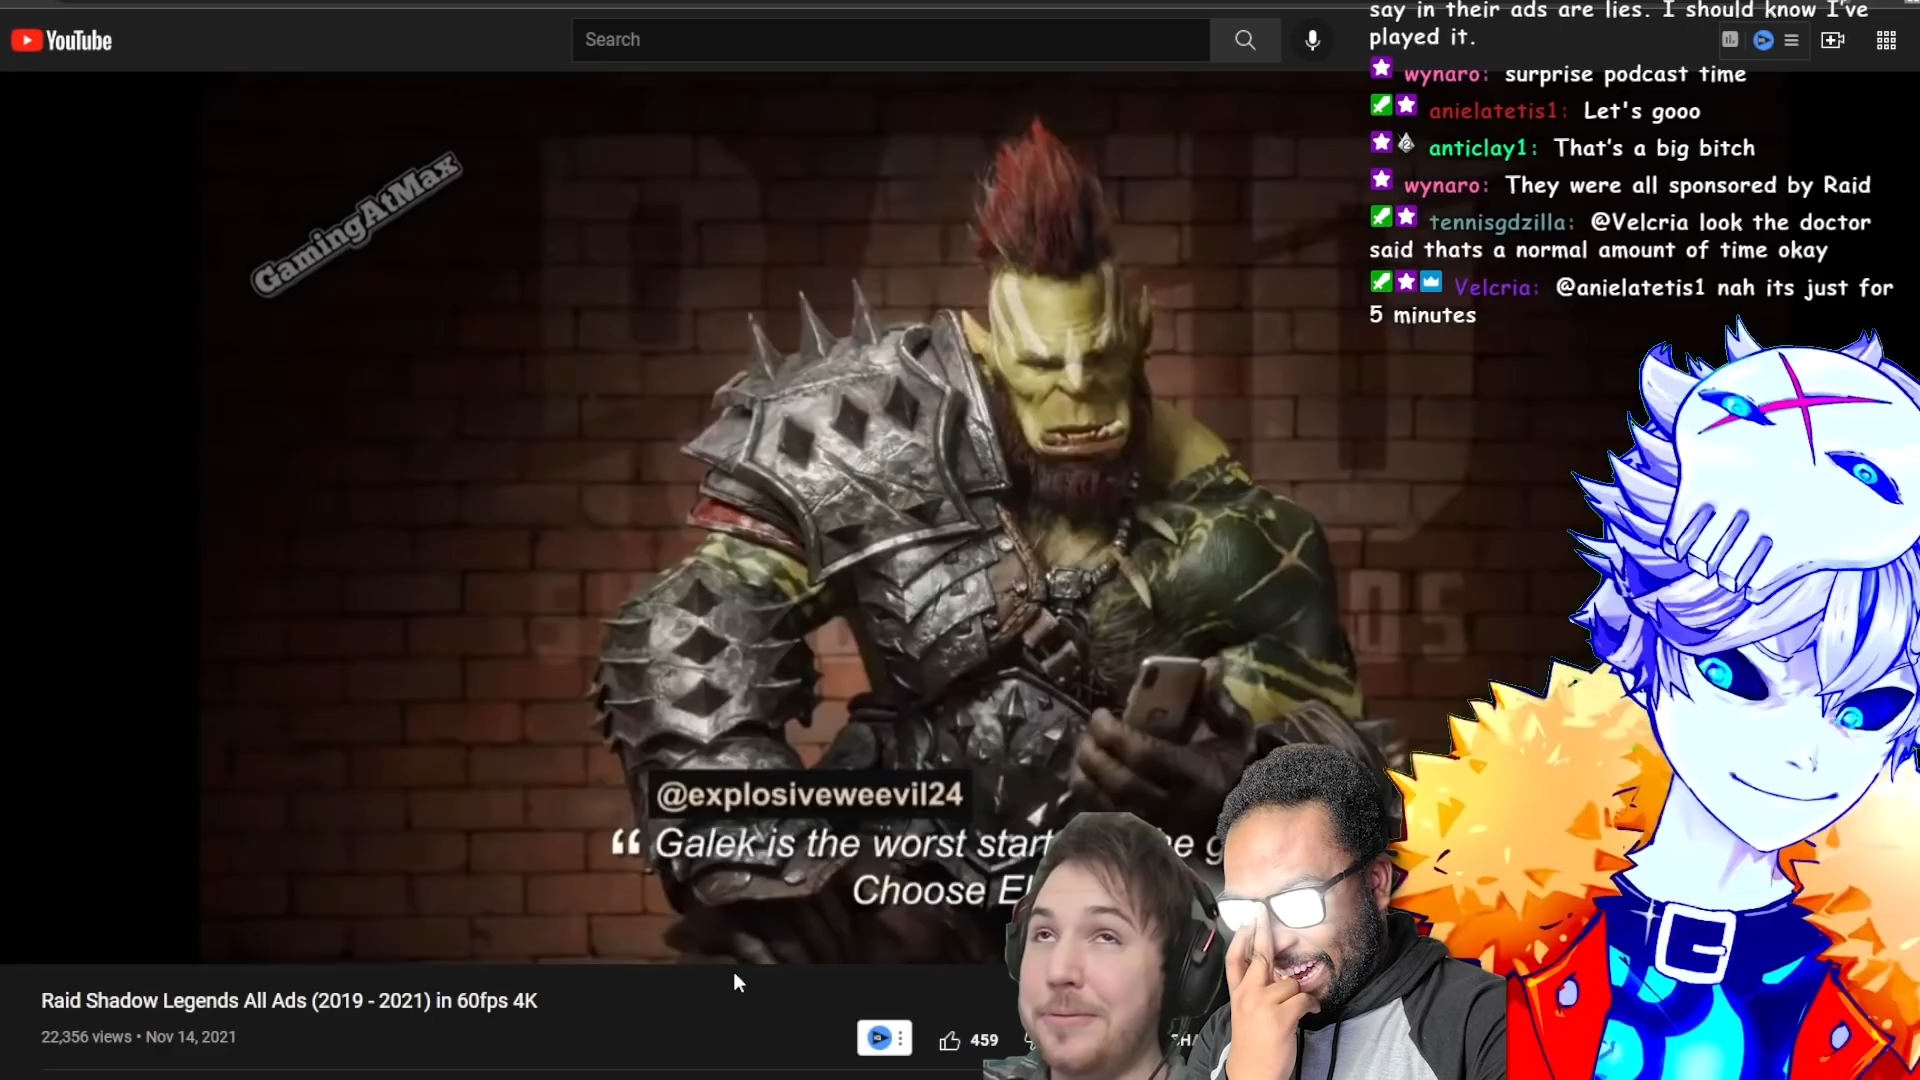 YouTube
Search
say in their ads are lies. I should know I've
played it.
wynaro: surprise podcast time
anielatetis1: Let's gooo
anticlay1: That's a big bitch
wynaro: They were all sponsored by Raid
tennisgdzilla: @Velcria look the doctor
said thats a normal amount of time okay
Velcria: @anielatetis1 nah its just for
5 minutes
GamingAtMax
@explosiveweevil24
“ Galek is the worst start
Choose El
Raid Shadow Legends All Ads (2019 - 2021) in 60fps 4K
22,356 views • Nov 14, 2021
459